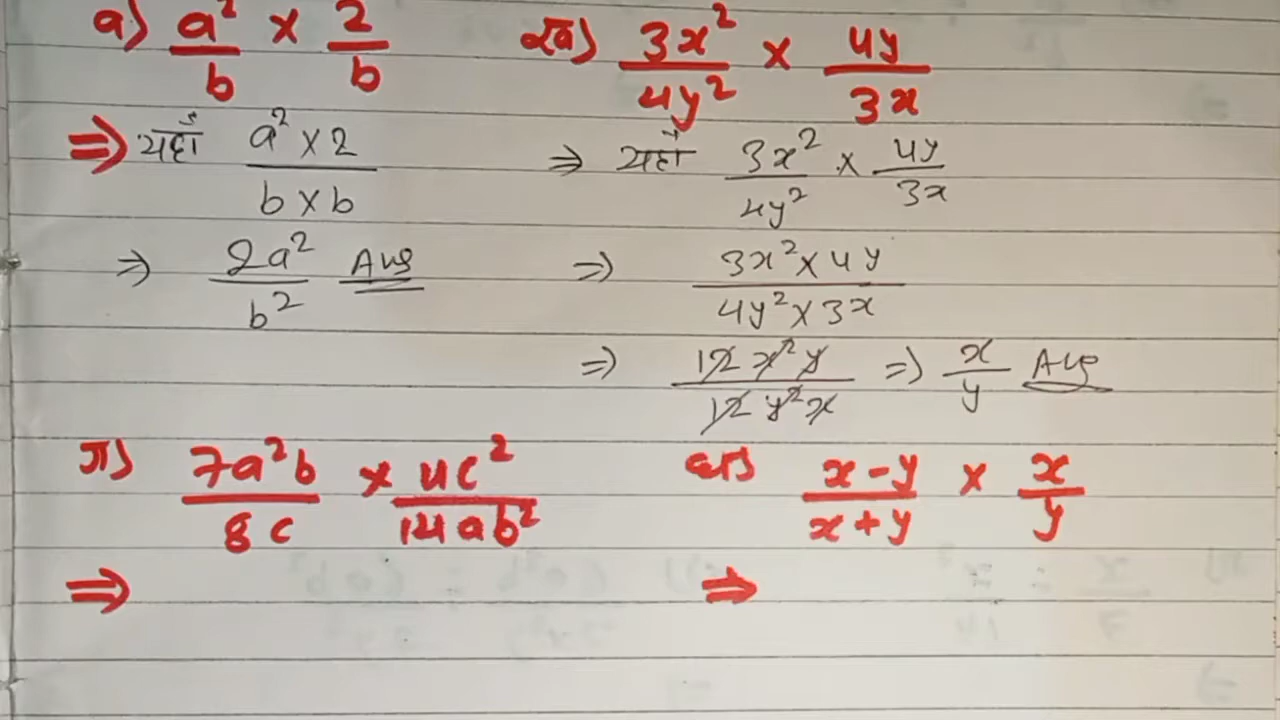 a) a²/b × 2/b
⇒ यहाँ (a² × 2)/(b × b)
⇒ 2a²/b² Ans
ख) 3x²/4y² × 4y/3x
⇒ यहाँ 3x²/4y² × 4y/3x
⇒ (3x² × 4y)/(4y² × 3x)
⇒ 12x²y/12y²x ⇒ x/y Ans
ग) 7a²b/8c × 4c²/14ab²
⇒
घ) (x-y)/(x+y) × x/y
⇒